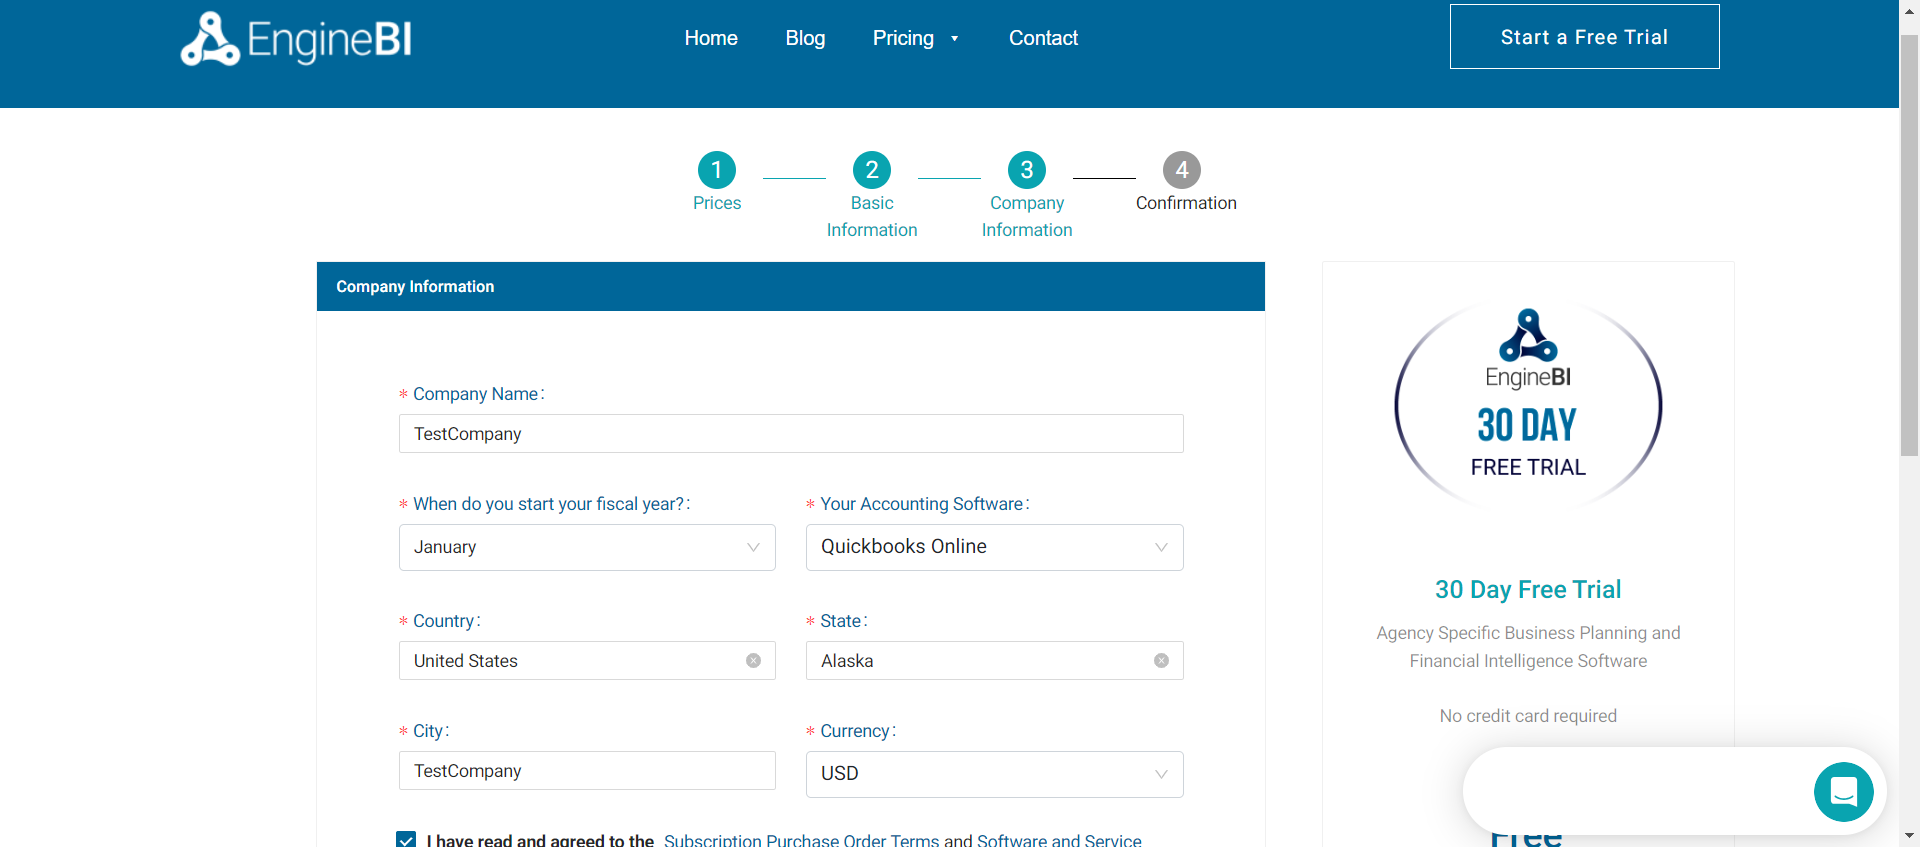 EngineBI
Home Blog Pricing Contact
Start a Free Trial
1 2 3 4
Prices Basic Information Company Information Confirmation
Company Information
* Company Name:
TestCompany
* When do you start your fiscal year?:
January
* Your Accounting Software:
Quickbooks Online
* Country:
United States
* State:
Alaska
* City:
TestCompany
* Currency:
USD
I have read and agreed to the Subscription Purchase Order Terms and Software and Service
EngineBI
30 DAY
FREE TRIAL
30 Day Free Trial
Agency Specific Business Planning and
Financial Intelligence Software
No credit card required
Free